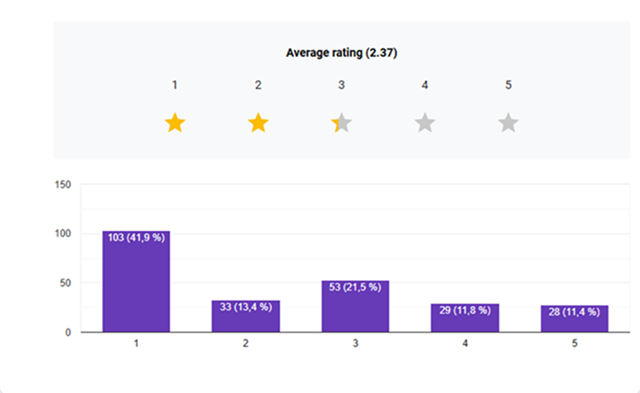 Average rating (2.37)
1 2 3 4 5
150
100
50
0
103 (41,9 %)
33 (13,4 %)
53 (21,5 %)
29 (11,8 %)
28 (11,4 %)
1 2 3 4 5